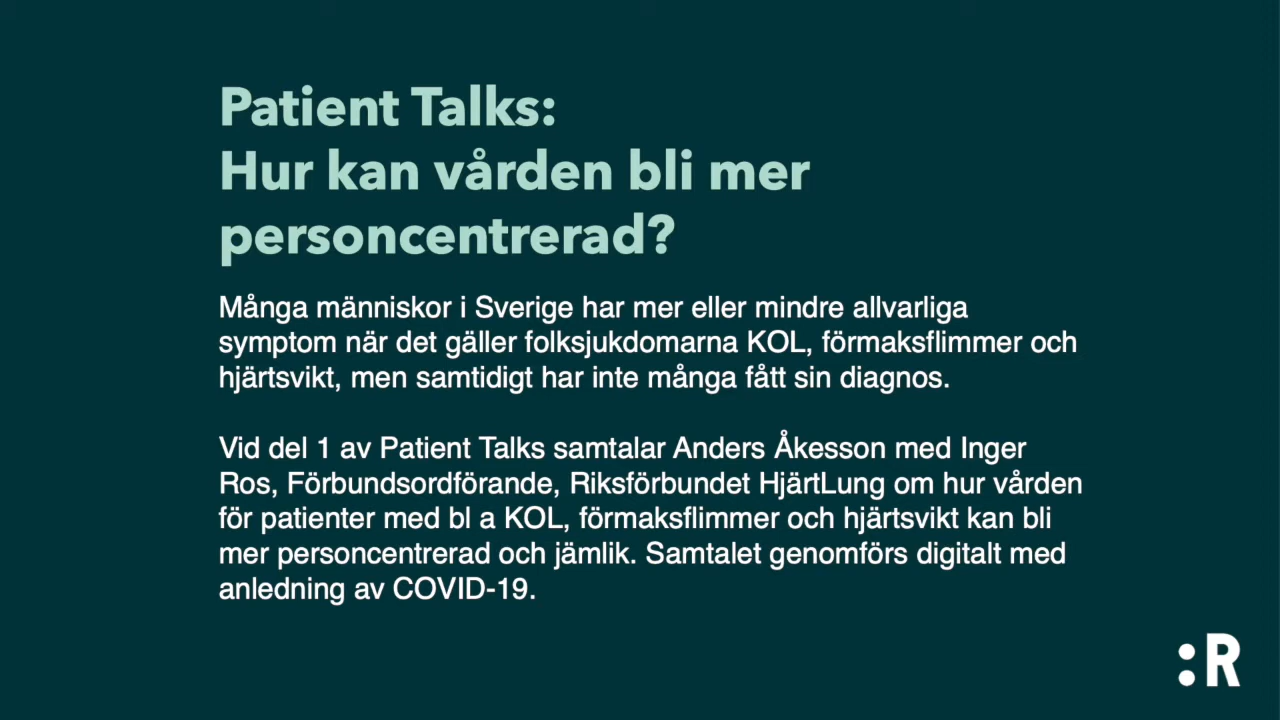 Patient Talks:
Hur kan vården bli mer
personcentrerad?
Många människor i Sverige har mer eller mindre allvarliga
symptom när det gäller folksjukdomarna KOL, förmaksflimmer och
hjärtsvikt, men samtidigt har inte många fått sin diagnos.
Vid del 1 av Patient Talks samtalar Anders Åkesson med Inger
Ros, Förbundsordförande, Riksförbundet HjärtLung om hur vården
för patienter med bl a KOL, förmaksflimmer och hjärtsvikt kan bli
mer personcentrerad och jämlik. Samtalet genomförs digitalt med
anledning av COVID-19.
:R